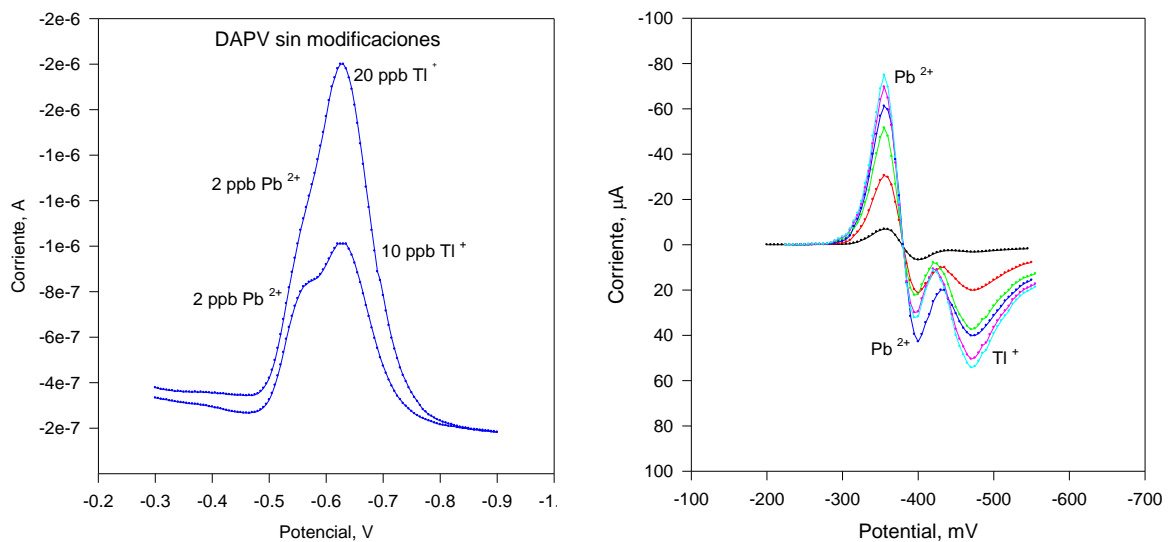 DAPV sin modificaciones
20 ppb Tl +
2 ppb Pb 2+
10 ppb Tl +
2 ppb Pb 2+
-2e-6
-2e-6
-2e-6
-1e-6
-1e-6
-1e-6
-8e-7
-6e-7
-4e-7
-2e-7
Corriente, A
-0.2 -0.3 -0.4 -0.5 -0.6 -0.7 -0.8 -0.9 -1.
Potencial, V
-100
-80
-60
-40
-20
0
20
40
60
80
100
Corriente, µA
Pb 2+
Pb 2+
Tl +
-100 -200 -300 -400 -500 -600 -700
Potential, mV